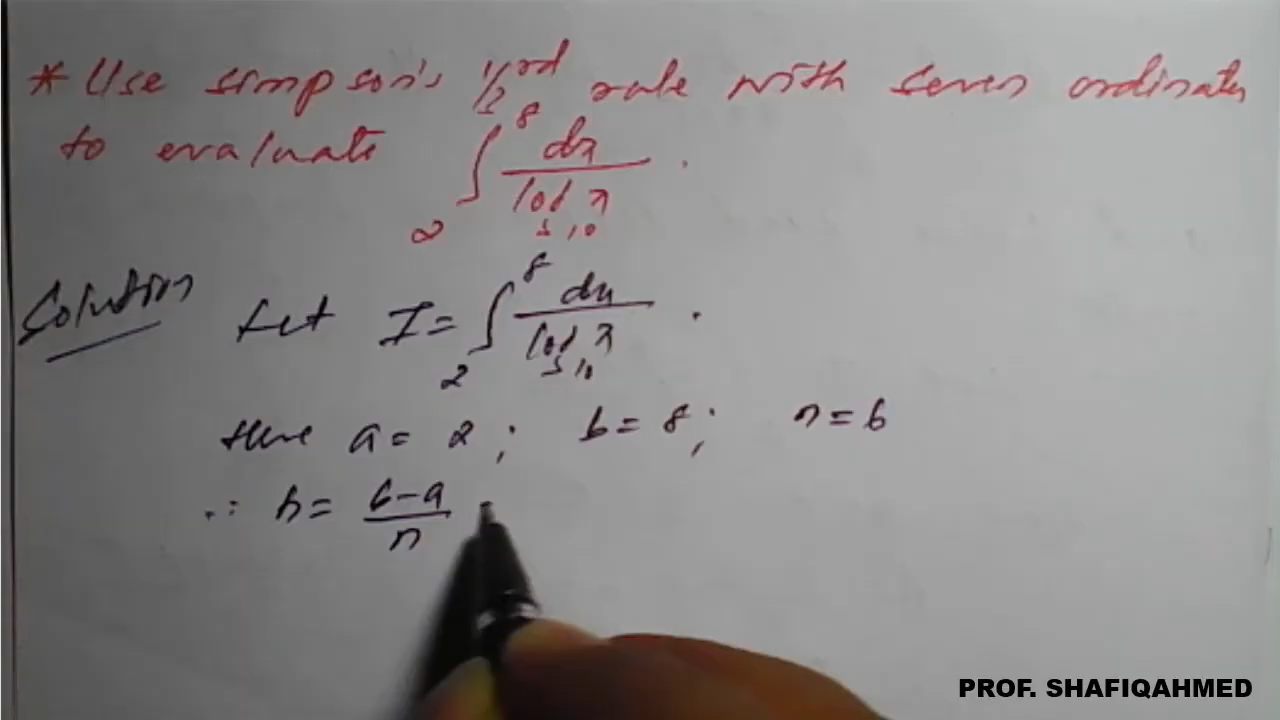 * Use simpson's 1/3rd rule with seven ordinates
to evaluate ∫₂⁸ dx / log₁₀ x .
Solution Let I = ∫₂⁸ dx / log₁₀ x .
Here a = 2 ; b = 8 ; n = 6
∴ h = (b-a)/n
PROF. SHAFIQAHMED